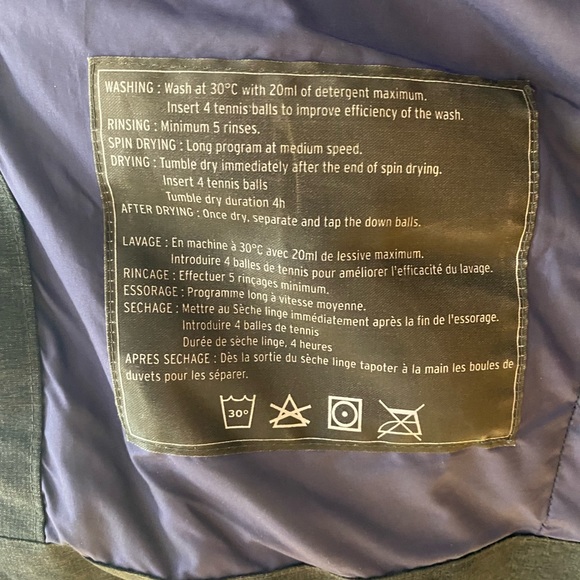 WASHING : Wash at 30°C with 20ml of detergent maximum.
Insert 4 tennis balls to improve efficiency of the wash.
RINSING : Minimum 5 rinses.
SPIN DRYING : Long program at medium speed.
DRYING : Tumble dry immediately after the end of spin drying.
Insert 4 tennis balls
Tumble dry duration 4h
AFTER DRYING : Once dry, separate and tap the down balls.
LAVAGE : En machine à 30°C avec 20ml de lessive maximum.
Introduire 4 balles de tennis pour améliorer l'efficacité du lavage.
RINCAGE : Effectuer 5 rinçages minimum.
ESSORAGE : Programme long à vitesse moyenne.
SECHAGE : Mettre au Sèche linge immédiatement après la fin de l'essorage.
Introduire 4 balles de tennis
Durée de sèche linge, 4 heures
APRES SECHAGE : Dès la sortie du sèche linge tapoter à la main les boules de
duvets pour les séparer.
30°